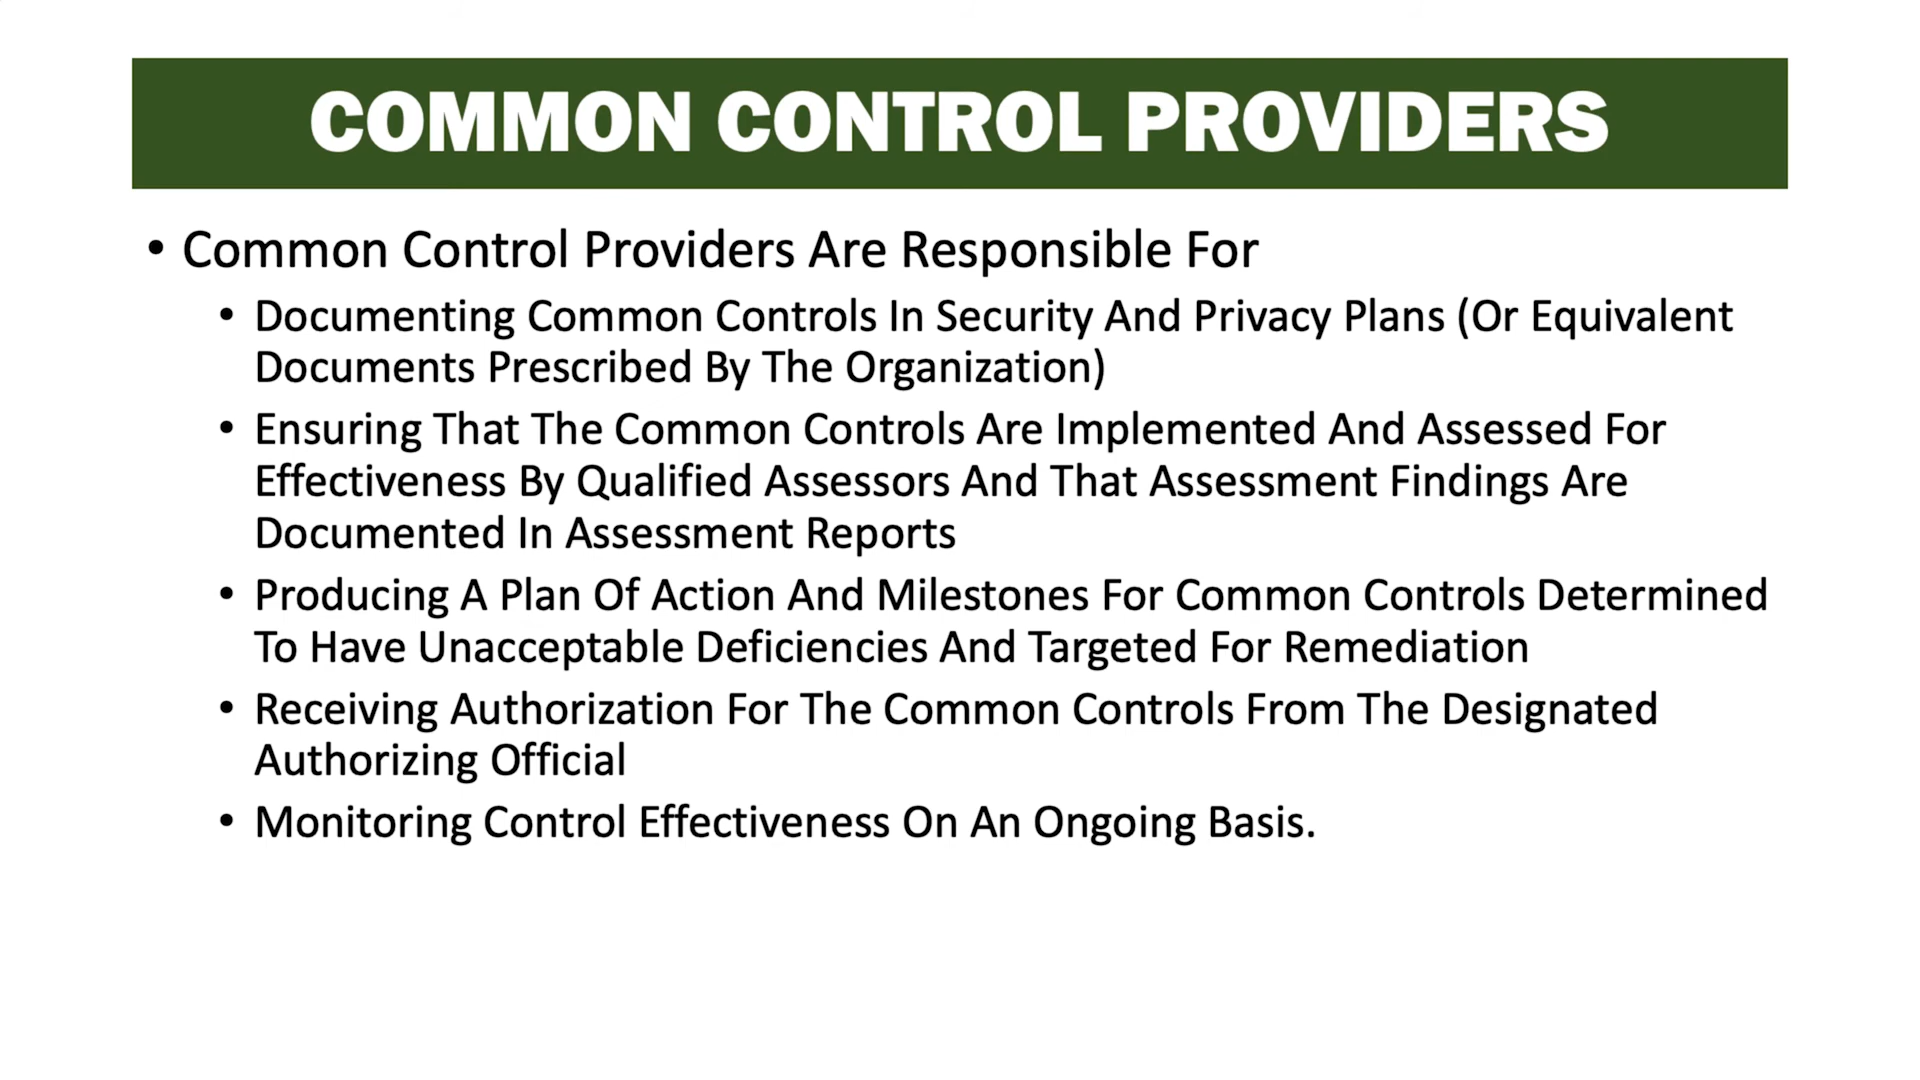 COMMON CONTROL PROVIDERS
• Common Control Providers Are Responsible For
• Documenting Common Controls In Security And Privacy Plans (Or Equivalent
Documents Prescribed By The Organization)
• Ensuring That The Common Controls Are Implemented And Assessed For
Effectiveness By Qualified Assessors And That Assessment Findings Are
Documented In Assessment Reports
• Producing A Plan Of Action And Milestones For Common Controls Determined
To Have Unacceptable Deficiencies And Targeted For Remediation
• Receiving Authorization For The Common Controls From The Designated
Authorizing Official
• Monitoring Control Effectiveness On An Ongoing Basis.